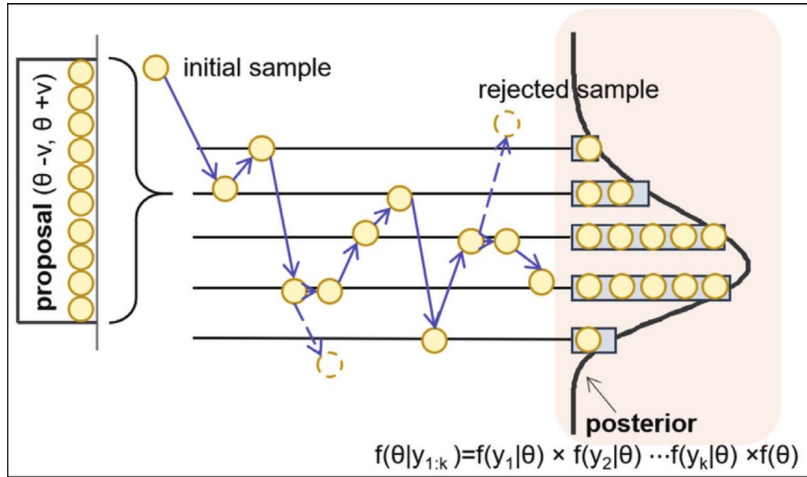 proposal (θ -v, θ +v)
initial sample
rejected sample
posterior
f(θ|y₁:ₖ)=f(y₁|θ) × f(y₂|θ) ⋯f(yₖ|θ) ×f(θ)